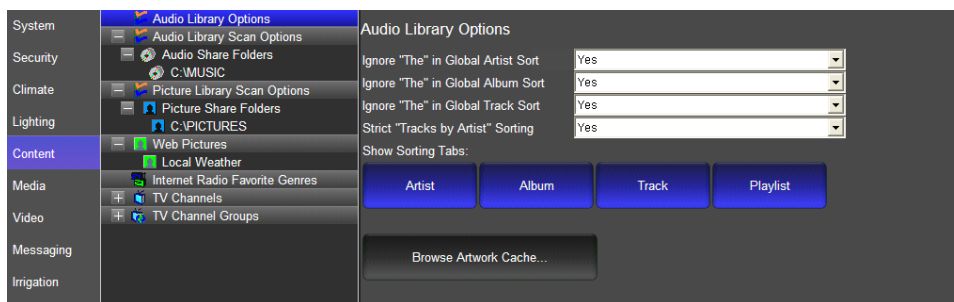 System
Security
Climate
Lighting
Content
Media
Video
Messaging
Irrigation
Audio Library Options
Audio Library Scan Options
Audio Share Folders
C:\MUSIC
Picture Library Scan Options
Picture Share Folders
C:\PICTURES
Web Pictures
Local Weather
Internet Radio Favorite Genres
TV Channels
TV Channel Groups
Audio Library Options
Ignore "The" in Global Artist Sort Yes
Ignore "The" in Global Album Sort Yes
Ignore "The" in Global Track Sort Yes
Strict "Tracks by Artist" Sorting Yes
Show Sorting Tabs:
Artist Album Track Playlist
Browse Artwork Cache...